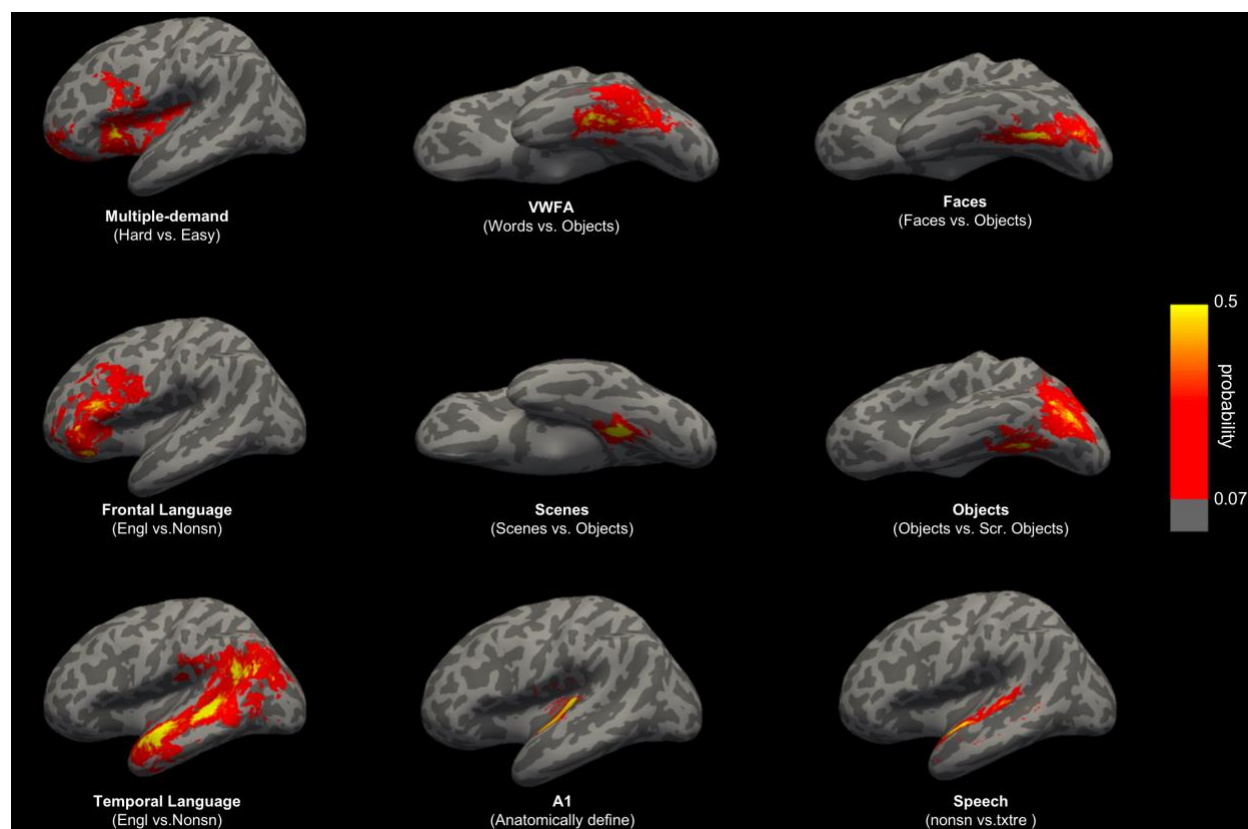 Multiple-demand
(Hard vs. Easy)
VWFA
(Words vs. Objects)
Faces
(Faces vs. Objects)
0.5
probability
0.07
Frontal Language
(Engl vs.Nonsn)
Scenes
(Scenes vs. Objects)
Objects
(Objects vs. Scr. Objects)
Temporal Language
(Engl vs.Nonsn)
A1
(Anatomically define)
Speech
(nonsn vs.txtre )